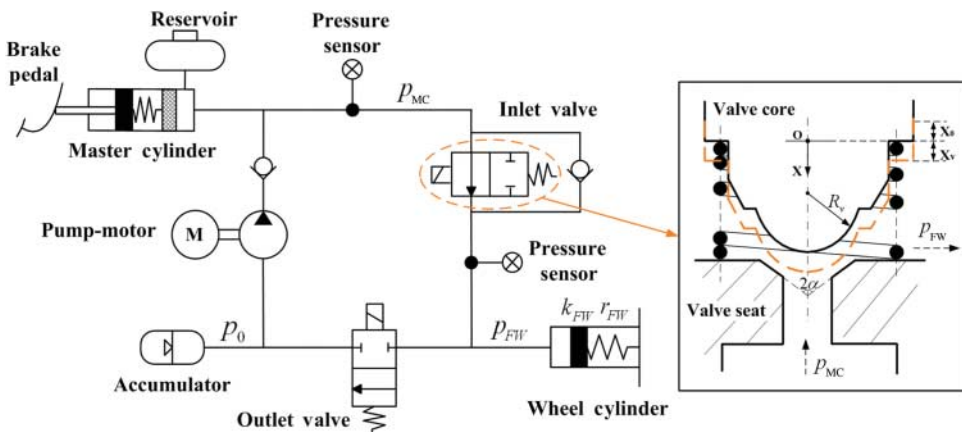 Reservoir
Brake
pedal
Master cylinder
Pressure
sensor
p_MC
Inlet valve
Pump-motor
M
Pressure
sensor
p_0
Accumulator
Outlet valve
p_FW
k_FW r_FW
Wheel cylinder
Valve core
O
X
X_0
X_v
R_v
p_FW
2α
Valve seat
p_MC